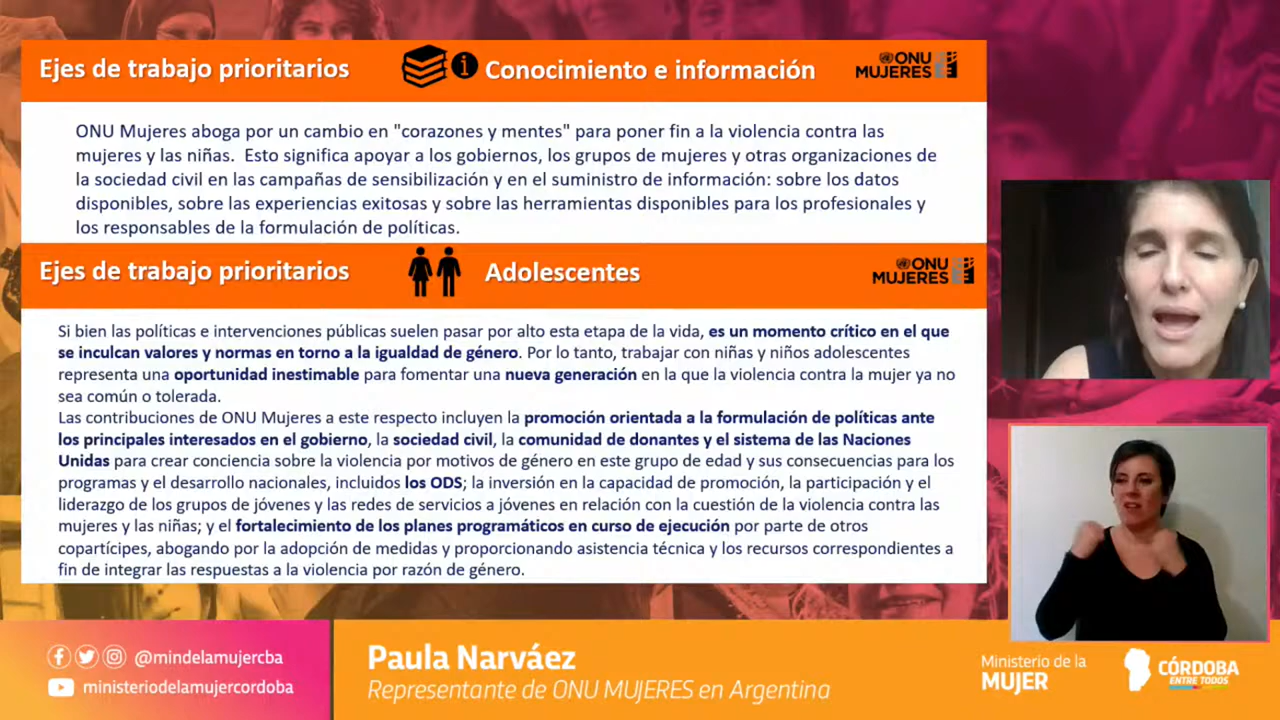 Ejes de trabajo prioritarios
Conocimiento e información
ONU
MUJERES
ONU Mujeres aboga por un cambio en "corazones y mentes" para poner fin a la violencia contra las
mujeres y las niñas.  Esto significa apoyar a los gobiernos, los grupos de mujeres y otras organizaciones de
la sociedad civil en las campañas de sensibilización y en el suministro de información: sobre los datos
disponibles, sobre las experiencias exitosas y sobre las herramientas disponibles para los profesionales y
los responsables de la formulación de políticas.
Ejes de trabajo prioritarios
Adolescentes
ONU
MUJERES
Si bien las políticas e intervenciones públicas suelen pasar por alto esta etapa de la vida, es un momento crítico en el que
se inculcan valores y normas en torno a la igualdad de género. Por lo tanto, trabajar con niñas y niños adolescentes
representa una oportunidad inestimable para fomentar una nueva generación en la que la violencia contra la mujer ya no
sea común o tolerada.
Las contribuciones de ONU Mujeres a este respecto incluyen la promoción orientada a la formulación de políticas ante
los principales interesados en el gobierno, la sociedad civil, la comunidad de donantes y el sistema de las Naciones
Unidas para crear conciencia sobre la violencia por motivos de género en este grupo de edad y sus consecuencias para los
programas y el desarrollo nacionales, incluidos los ODS; la inversión en la capacidad de promoción, la participación y el
liderazgo de los grupos de jóvenes y las redes de servicios a jóvenes en relación con la cuestión de la violencia contra las
mujeres y las niñas; y el fortalecimiento de los planes programáticos en curso de ejecución por parte de otros
copartícipes, abogando por la adopción de medidas y proporcionando asistencia técnica y los recursos correspondientes a
fin de integrar las respuestas a la violencia por razón de género.
@mindelamujercba
ministeriodelamujercordoba
Paula Narváez
Representante de ONU MUJERES en Argentina
Ministerio de la
MUJER
CÓRDOBA
ENTRE TODOS